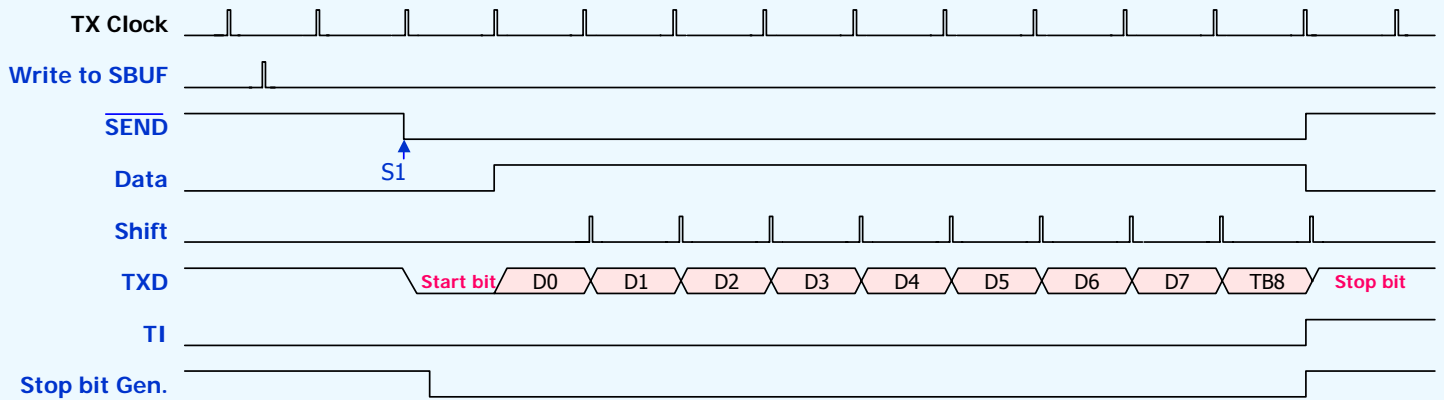 TX Clock
Write to SBUF
SEND
S1
Data
Shift
TXD Start bit D0 D1 D2 D3 D4 D5 D6 D7 TB8 Stop bit
TI
Stop bit Gen.